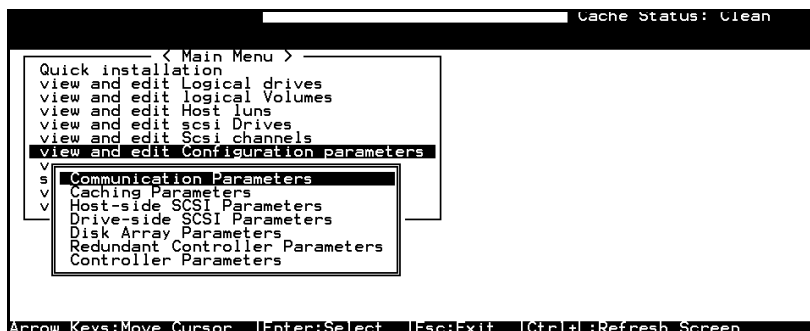 Cache Status: Clean
< Main Menu >
Quick installation
view and edit Logical drives
view and edit logical Volumes
view and edit Host luns
view and edit scsi Drives
view and edit Scsi channels
view and edit Configuration parameters
v
s Communication Parameters
v Caching Parameters
v Host-side SCSI Parameters
Drive-side SCSI Parameters
Disk Array Parameters
Redundant Controller Parameters
Controller Parameters
Arrow Keys:Move Cursor |Enter:Select |Esc:Exit |Ctrl+L:Refresh Screen